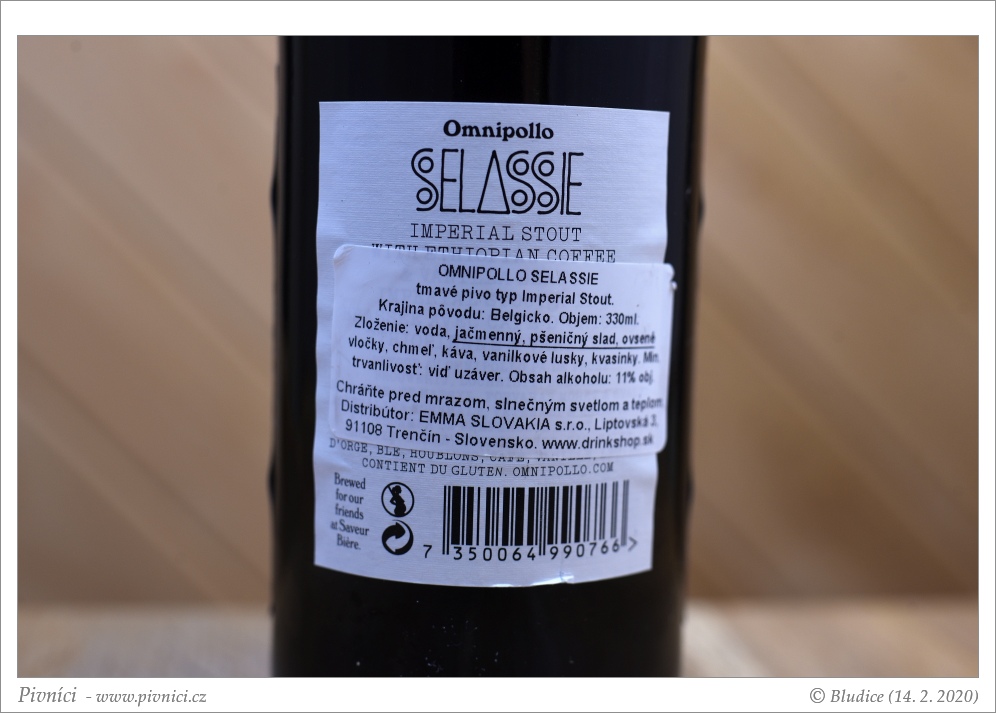 Omnipollo
SELASSIE
IMPERIAL STOUT
WITH ETHIOPIAN COFFEE
OMNIPOLLO SELASSIE
tmavé pivo typ Imperial Stout.
Krajina pôvodu: Belgicko. Objem: 330ml.
Zloženie: voda, jačmenný, pšeničný slad, ovsené
vločky, chmeľ, káva, vanilkové lusky, kvasinky. Min.
trvanlivosť: viď uzáver. Obsah alkoholu: 11% obj.
Chráňte pred mrazom, slnečným svetlom a teplom.
Distribútor: EMMA SLOVAKIA s.r.o., Liptovská 3,
91108 Trenčín - Slovensko. www.drinkshop.sk
D'ORGE, BLE, HOUBLONS, CAFE,
CONTIENT DU GLUTEN. OMNIPOLLO.COM
Brewed
for our
friends
at Saveur
Bière.
7 350064 990766 >
Pivníci - www.pivnici.cz
© Bludice (14. 2. 2020)